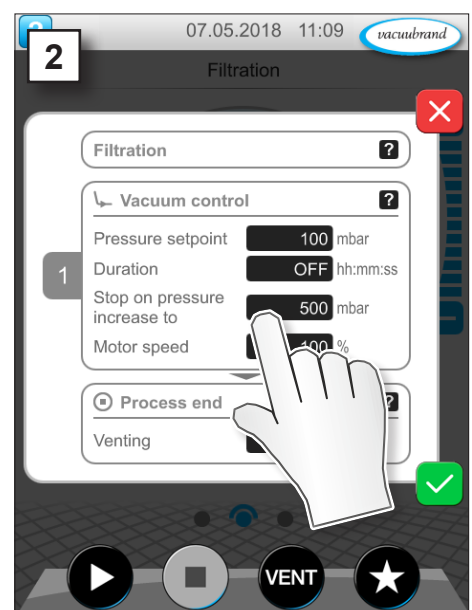 ? 07.05.2018 11:09 vacuubrand
2
Filtration
Filtration ?
Vacuum control ?
1
Pressure setpoint 100 mbar
Duration OFF hh:mm:ss
Stop on pressure
increase to 500 mbar
Motor speed 100 %
Process end ?
Venting
VENT